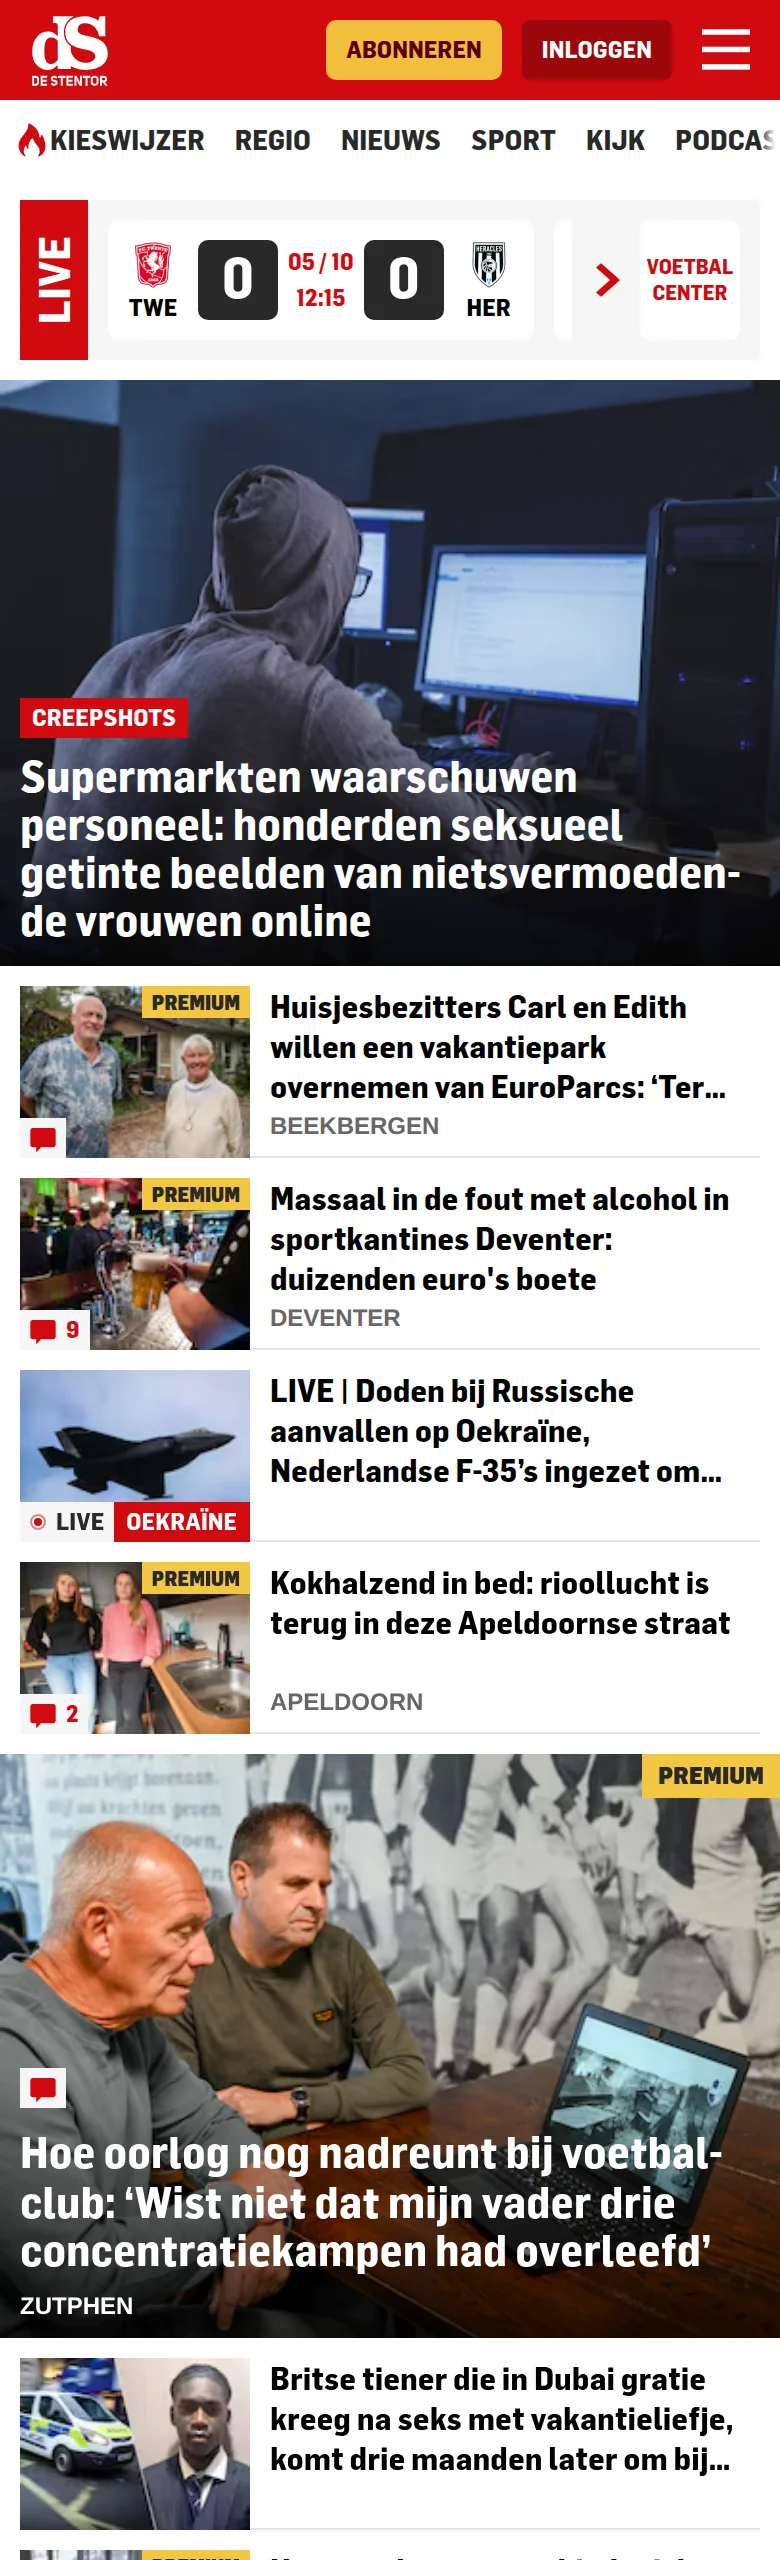 dS
DE STENTOR
ABONNEREN
INLOGGEN
KIESWIJZER REGIO NIEUWS SPORT KIJK PODCAS
LIVE
TWE
0
05 / 10
12:15
0
HER
VOETBAL
CENTER
CREEPSHOTS
Supermarkten waarschuwen
personeel: honderden seksueel
getinte beelden van nietsvermoeden-
de vrouwen online
PREMIUM
Huisjesbezitters Carl en Edith
willen een vakantiepark
overnemen van EuroParcs: ‘Ter...
BEEKBERGEN
PREMIUM
9
Massaal in de fout met alcohol in
sportkantines Deventer:
duizenden euro's boete
DEVENTER
LIVE OEKRAÏNE
LIVE | Doden bij Russische
aanvallen op Oekraïne,
Nederlandse F-35’s ingezet om...
PREMIUM
2
Kokhalzend in bed: rioollucht is
terug in deze Apeldoornse straat
APELDOORN
PREMIUM
Hoe oorlog nog nadreunt bij voetbal-
club: ‘Wist niet dat mijn vader drie
concentratiekampen had overleefd’
ZUTPHEN
Britse tiener die in Dubai gratie
kreeg na seks met vakantieliefje,
komt drie maanden later om bij...